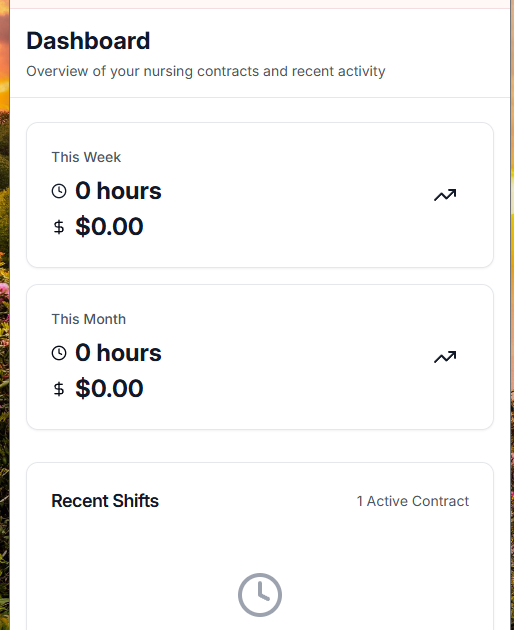 Dashboard
Overview of your nursing contracts and recent activity
This Week
0 hours
$ $0.00
This Month
0 hours
$ $0.00
Recent Shifts
1 Active Contract